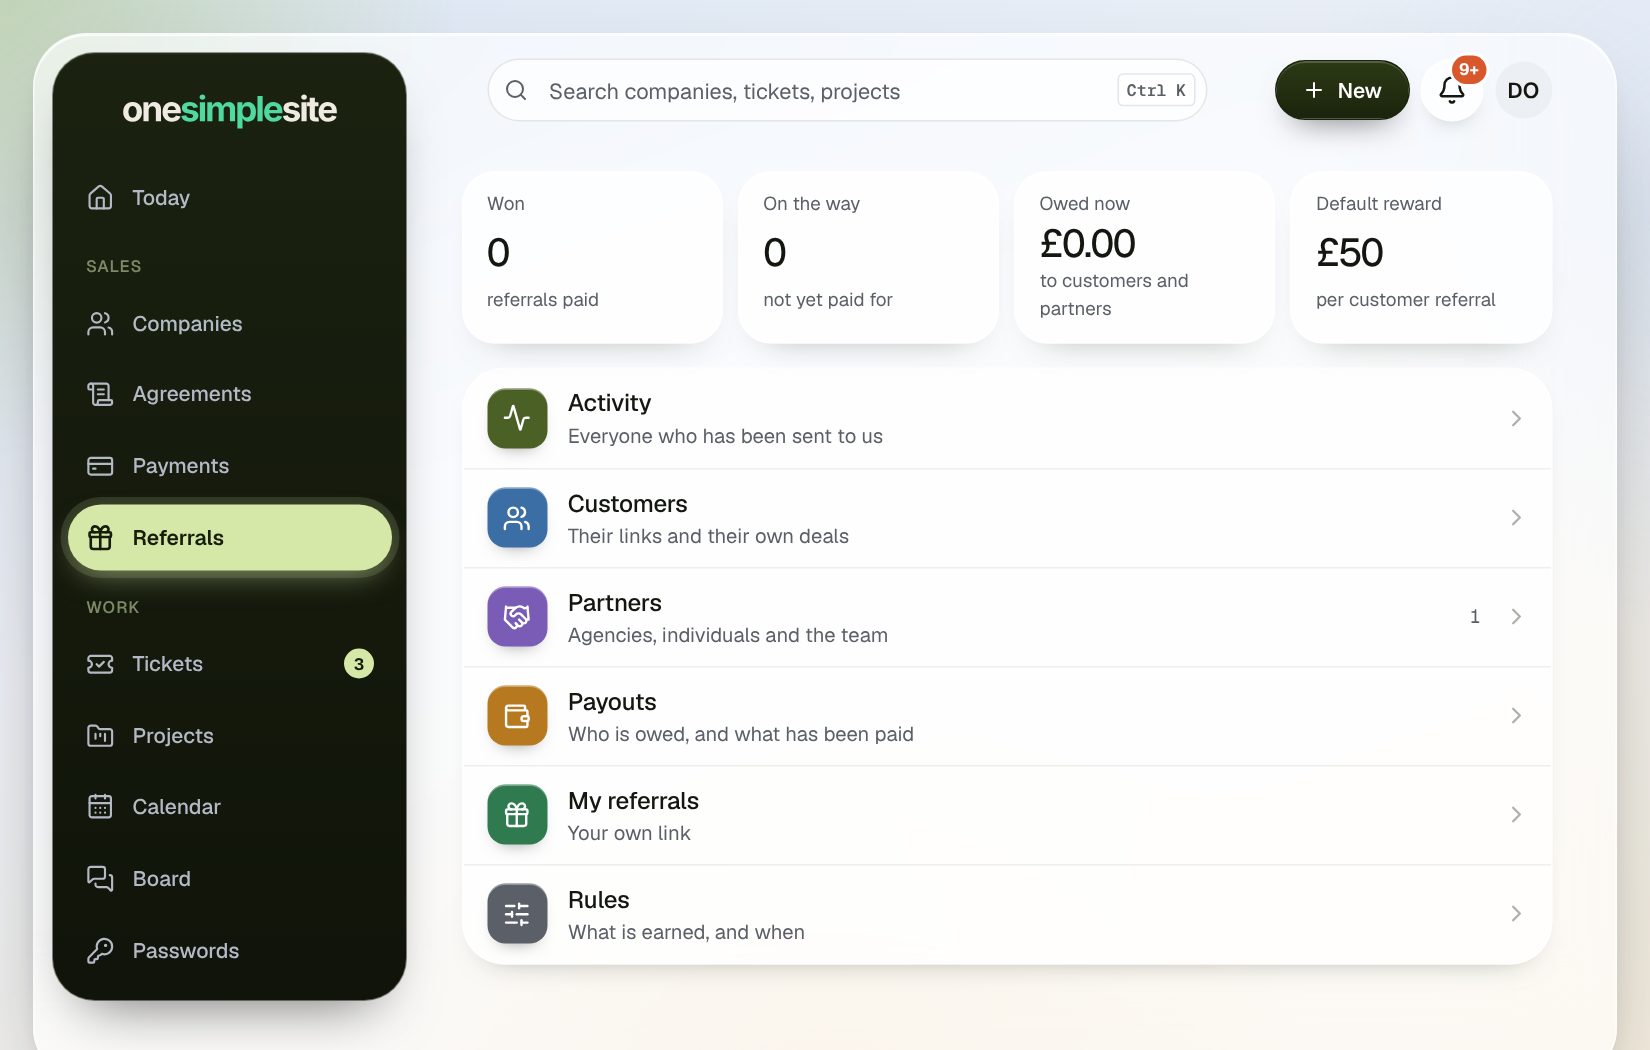 onesimplesite
Today
SALES
Companies
Agreements
Payments
Referrals
WORK
Tickets
3
Projects
Calendar
Board
Passwords
Search companies, tickets, projects
Ctrl K
+ New
9+
DO
Won
0
referrals paid
On the way
0
not yet paid for
Owed now
£0.00
to customers and
partners
Default reward
£50
per customer referral
Activity
Everyone who has been sent to us
Customers
Their links and their own deals
Partners
Agencies, individuals and the team
1
Payouts
Who is owed, and what has been paid
My referrals
Your own link
Rules
What is earned, and when